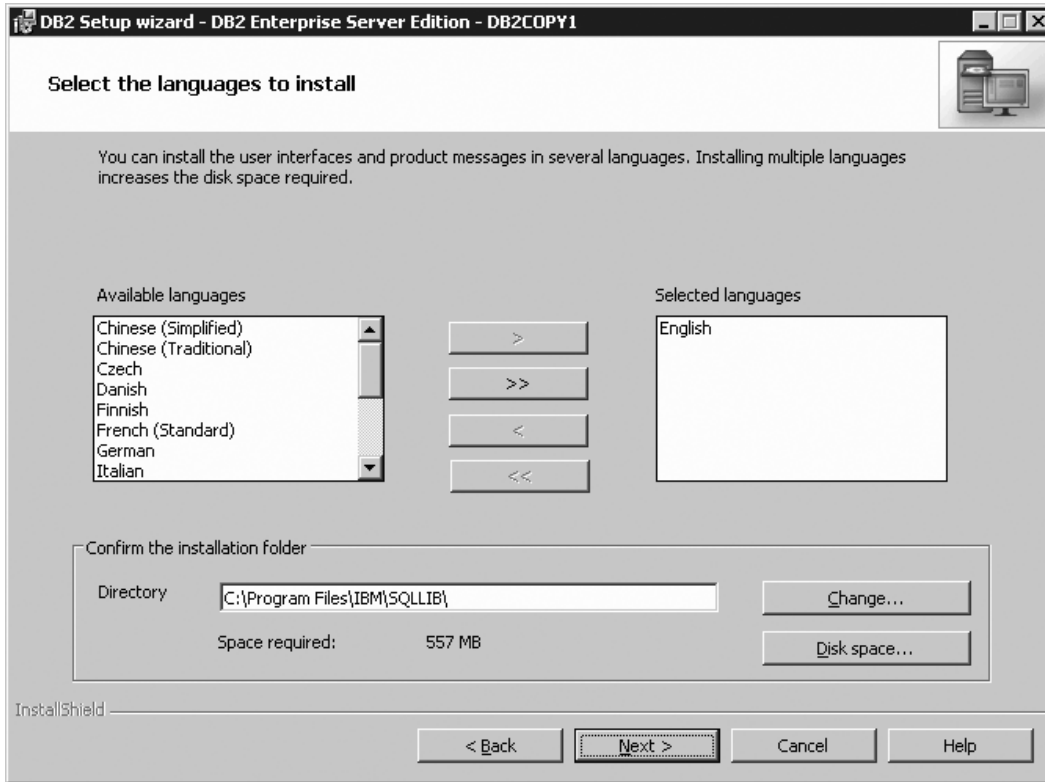 DB2 Setup wizard - DB2 Enterprise Server Edition - DB2COPY1
Select the languages to install
You can install the user interfaces and product messages in several languages. Installing multiple languages
increases the disk space required.
Available languages
Chinese (Simplified)
Chinese (Traditional)
Czech
Danish
Finnish
French (Standard)
German
Italian
>
>>
<
<<
Selected languages
English
Confirm the installation folder
Directory
C:\Program Files\IBM\SQLLIB\
Change...
Space required: 557 MB
Disk space...
InstallShield
< Back
Next >
Cancel
Help